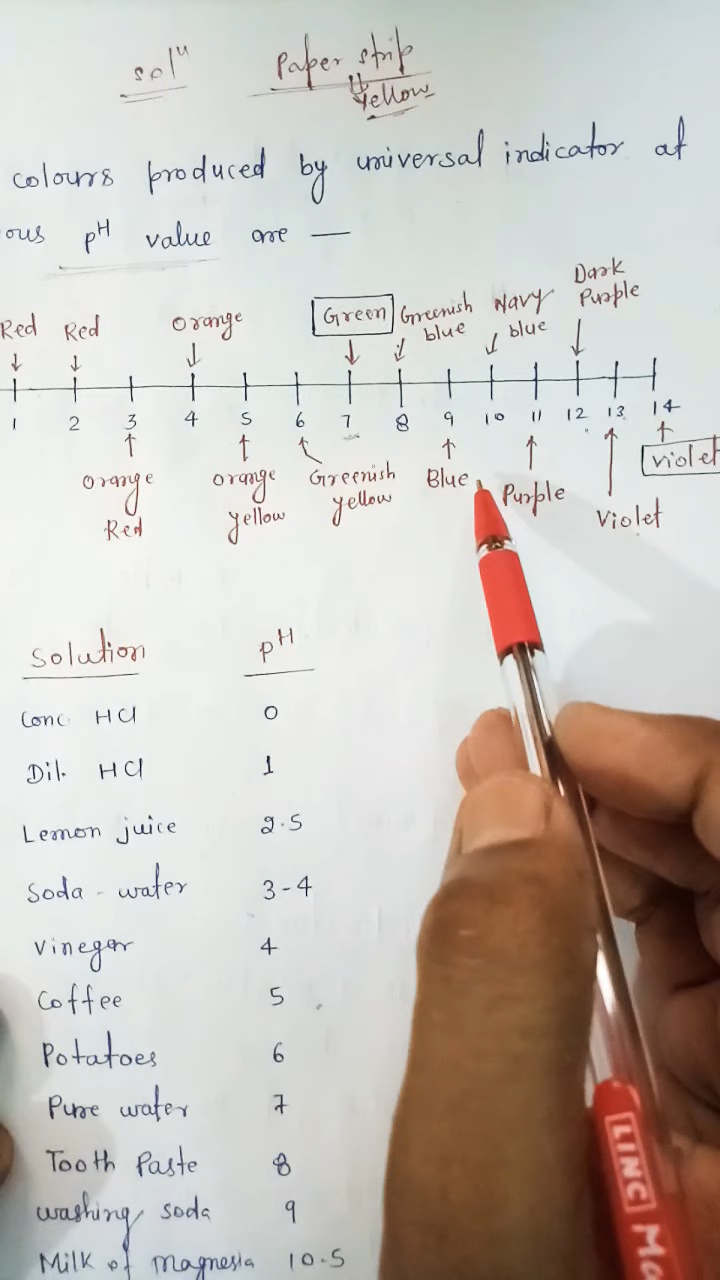 solⁿ Paper strip
Yellow
colours produced by universal indicator at
ous pH value are —
Dark
Purple
Red Red Orange Green Greenish blue Navy blue
1 2 3 4 5 6 7 8 9 10 11 12 13 14
Orange Red Orange yellow Greenish yellow Blue Purple Violet violet
Solution pH
Conc. HCl 0
Dil. HCl 1
Lemon juice 2.5
Soda - water 3-4
Vinegar 4
Coffee 5
Potatoes 6
Pure water 7
Tooth Paste 8
washing soda 9
Milk of magnesia 10.5
LINC